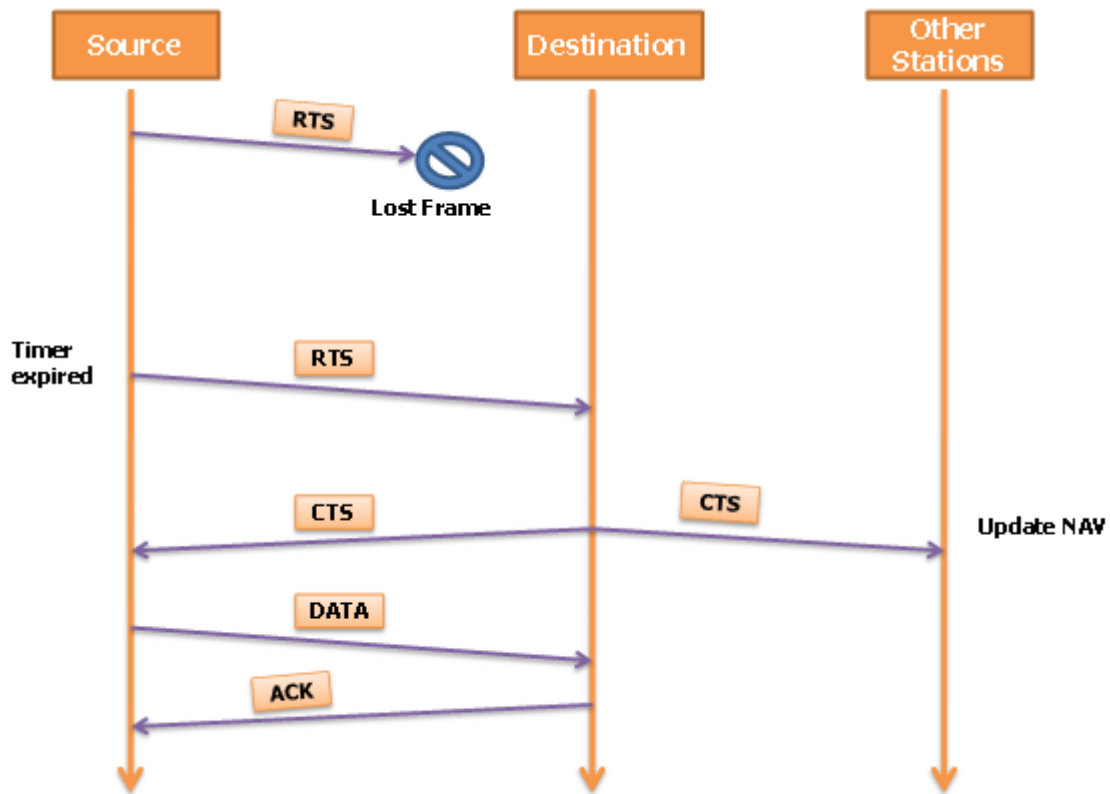 Source
Destination
Other
Stations
RTS
Lost Frame
Timer
expired
RTS
CTS
CTS
Update NAV
DATA
ACK